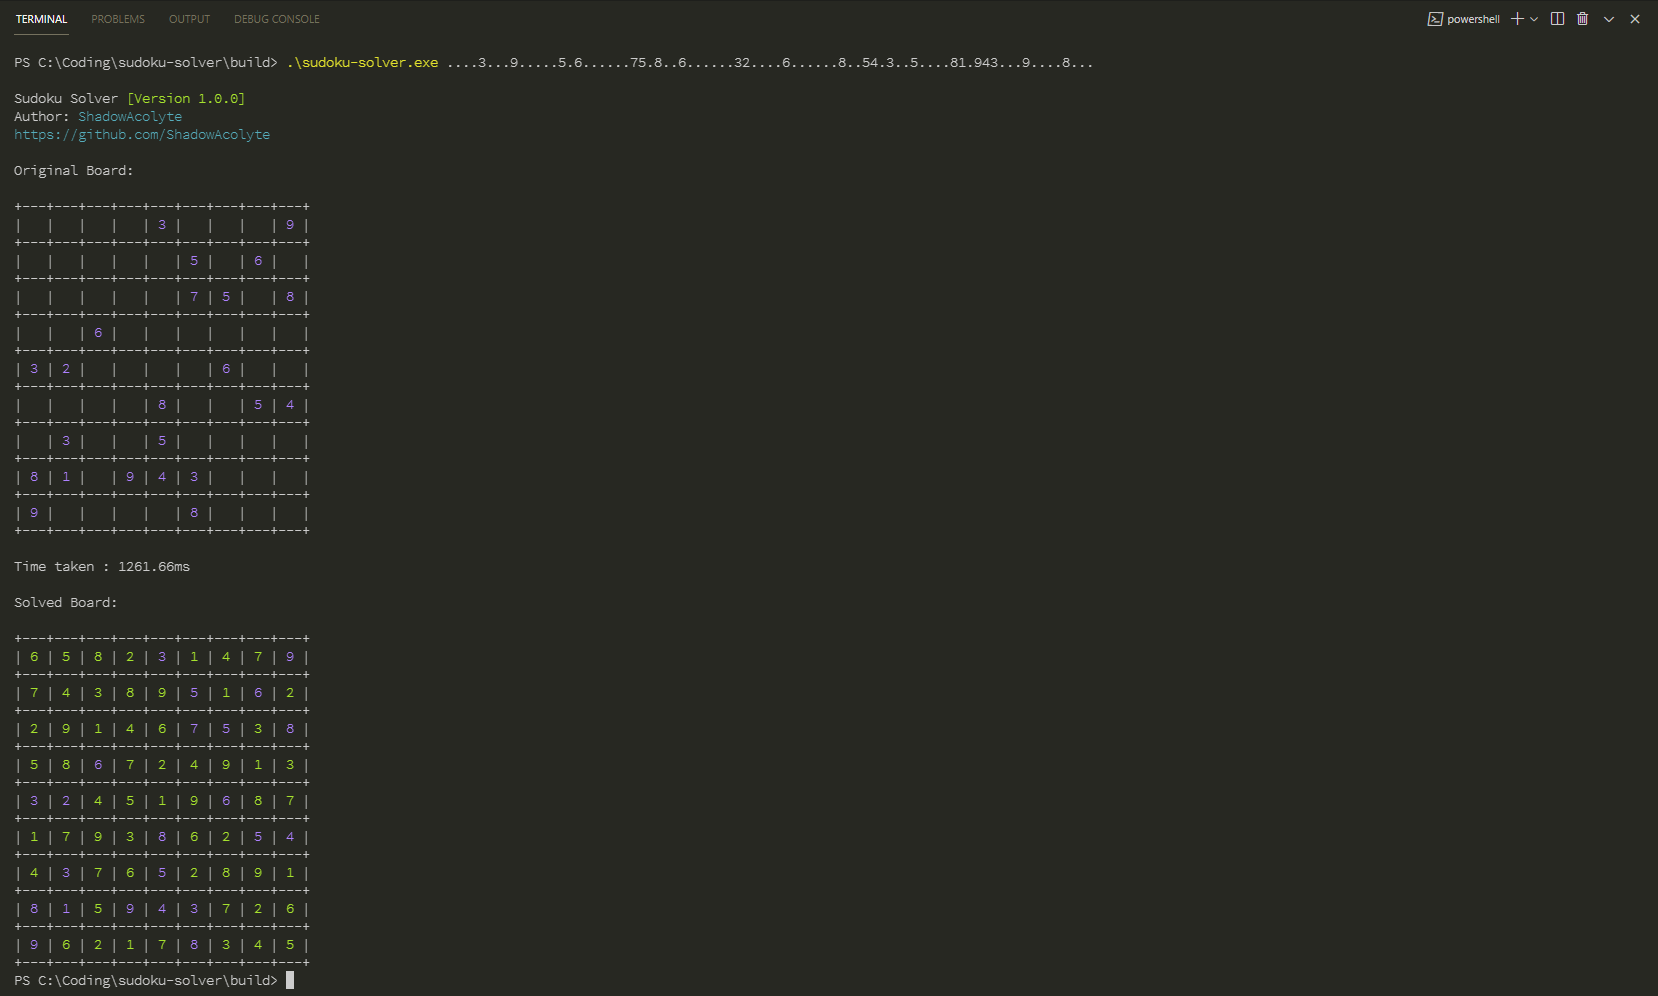 TERMINAL PROBLEMS OUTPUT DEBUG CONSOLE powershell
PS C:\Coding\sudoku-solver\build> .\sudoku-solver.exe ....3...9.....5.6......75.8..6......32....6......8..54.3..5....81.943...9....8...
Sudoku Solver [Version 1.0.0]
Author: ShadowAcolyte
https://github.com/ShadowAcolyte
Original Board:
+---+---+---+---+---+---+---+---+---+
|   |   |   |   | 3 |   |   |   | 9 |
+---+---+---+---+---+---+---+---+---+
|   |   |   |   |   | 5 |   | 6 |   |
+---+---+---+---+---+---+---+---+---+
|   |   |   |   |   | 7 | 5 |   | 8 |
+---+---+---+---+---+---+---+---+---+
|   |   | 6 |   |   |   |   |   |   |
+---+---+---+---+---+---+---+---+---+
| 3 | 2 |   |   |   |   | 6 |   |   |
+---+---+---+---+---+---+---+---+---+
|   |   |   |   | 8 |   |   | 5 | 4 |
+---+---+---+---+---+---+---+---+---+
|   | 3 |   |   | 5 |   |   |   |   |
+---+---+---+---+---+---+---+---+---+
| 8 | 1 |   | 9 | 4 | 3 |   |   |   |
+---+---+---+---+---+---+---+---+---+
| 9 |   |   |   |   | 8 |   |   |   |
+---+---+---+---+---+---+---+---+---+
Time taken : 1261.66ms
Solved Board:
+---+---+---+---+---+---+---+---+---+
| 6 | 5 | 8 | 2 | 3 | 1 | 4 | 7 | 9 |
+---+---+---+---+---+---+---+---+---+
| 7 | 4 | 3 | 8 | 9 | 5 | 1 | 6 | 2 |
+---+---+---+---+---+---+---+---+---+
| 2 | 9 | 1 | 4 | 6 | 7 | 5 | 3 | 8 |
+---+---+---+---+---+---+---+---+---+
| 5 | 8 | 6 | 7 | 2 | 4 | 9 | 1 | 3 |
+---+---+---+---+---+---+---+---+---+
| 3 | 2 | 4 | 5 | 1 | 9 | 6 | 8 | 7 |
+---+---+---+---+---+---+---+---+---+
| 1 | 7 | 9 | 3 | 8 | 6 | 2 | 5 | 4 |
+---+---+---+---+---+---+---+---+---+
| 4 | 3 | 7 | 6 | 5 | 2 | 8 | 9 | 1 |
+---+---+---+---+---+---+---+---+---+
| 8 | 1 | 5 | 9 | 4 | 3 | 7 | 2 | 6 |
+---+---+---+---+---+---+---+---+---+
| 9 | 6 | 2 | 1 | 7 | 8 | 3 | 4 | 5 |
+---+---+---+---+---+---+---+---+---+
PS C:\Coding\sudoku-solver\build>